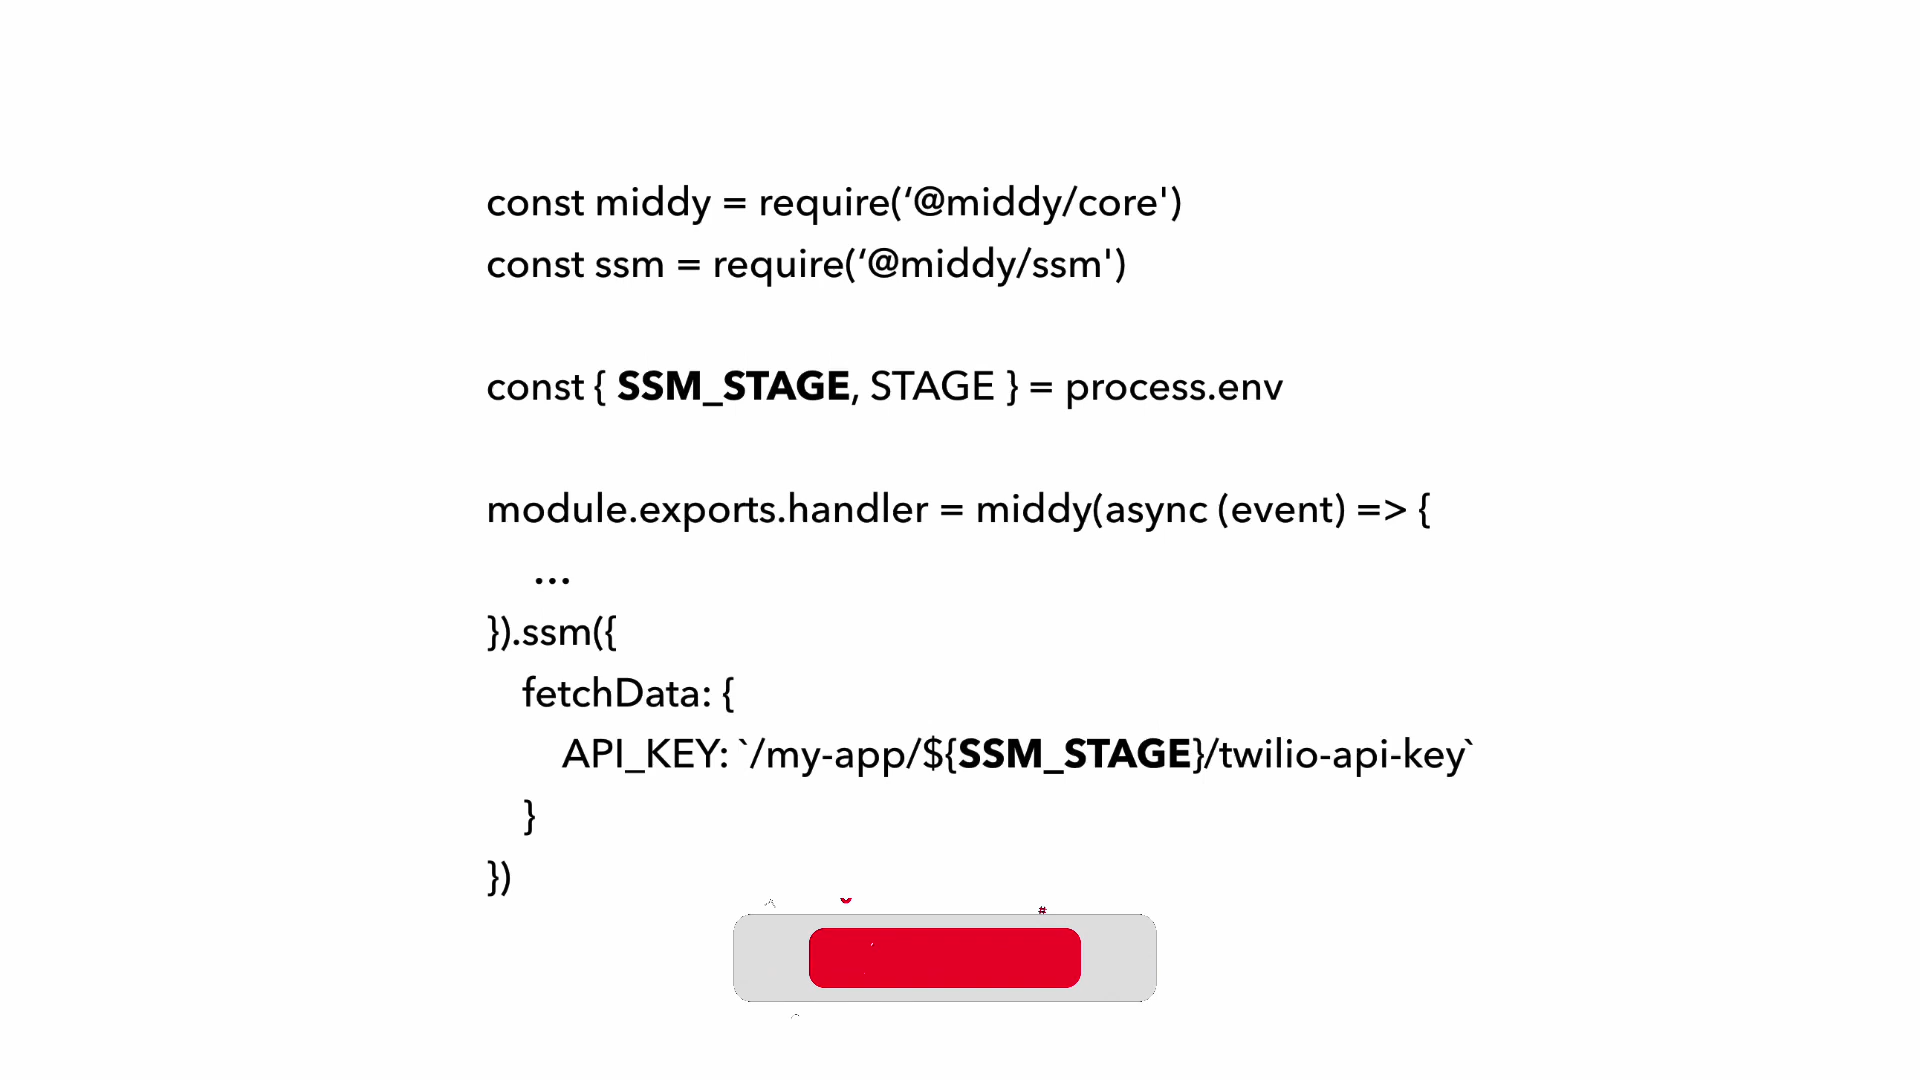 const middy = require(‘@middy/core')
const ssm = require(‘@middy/ssm')
const { SSM_STAGE, STAGE } = process.env
module.exports.handler = middy(async (event) => {
...
}).ssm({
fetchData: {
API_KEY: `/my-app/${SSM_STAGE}/twilio-api-key`
}
})